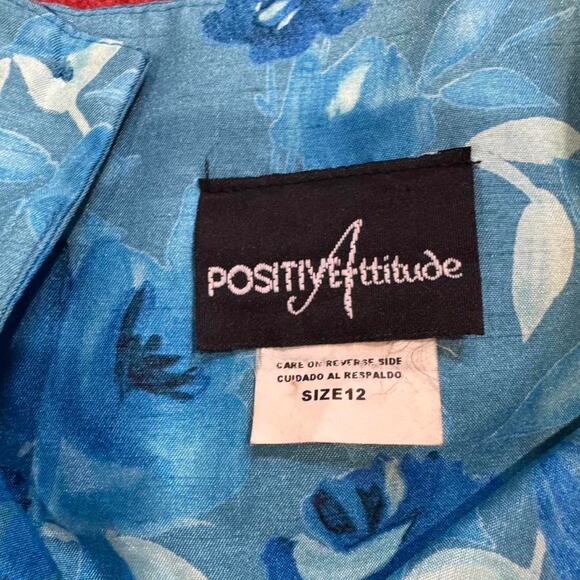 POSITIVE Attitude
CARE ON REVERSE SIDE
CUIDADO AL RESPALDO
SIZE12